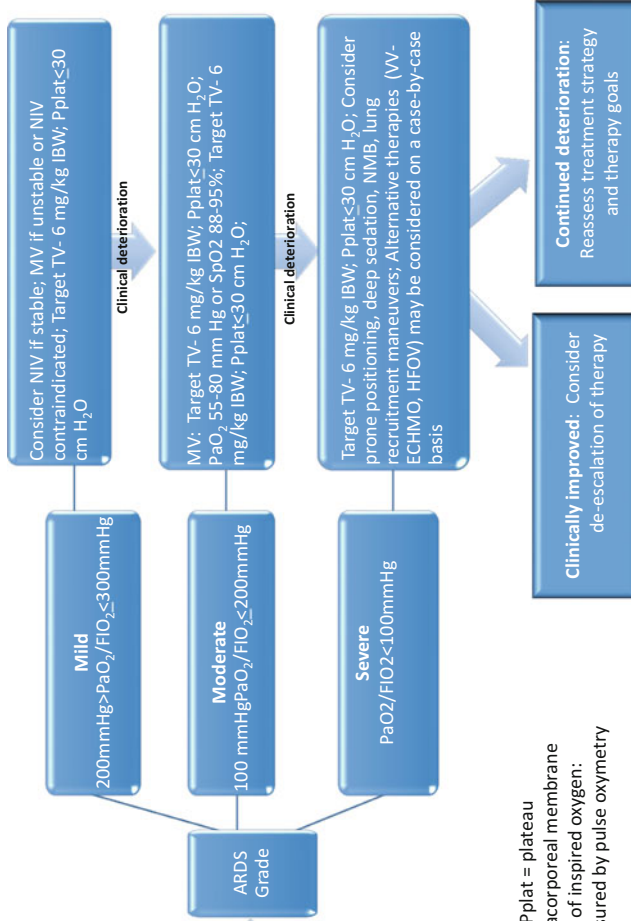 ARDS
Grade
Mild
200mmHg>PaO₂/FIO₂≤300mmHg
Consider NIV if stable; MV if unstable or NIV
contraindicated; Target TV- 6 mg/kg IBW; Pplat≤30
cm H₂O
Clinical deterioration
Moderate
100 mmHgPaO₂/FIO₂≤200mmHg
MV: Target TV- 6 mg/kg IBW; Pplat≤30 cm H₂O;
PaO₂ 55-80 mm Hg or SpO2 88-95%; Target TV- 6
mg/kg IBW; Pplat≤30 cm H₂O;
Clinical deterioration
Severe
PaO2/FIO2<100mmHg
Target TV- 6 mg/kg IBW; Pplat≤30 cm H₂O; Consider
prone positioning, deep sedation, NMB, lung
recruitment maneuvers; Alternative therapies (VV-
ECHMO, HFOV) may be considered on a case-by-case
basis
Clinically improved: Consider
de-escalation of therapy
Continued deterioration:
Reassess treatment strategy
and therapy goals
Pplat = plateau
acorporeal membrane
of inspired oxygen:
sured by pulse oxymetry